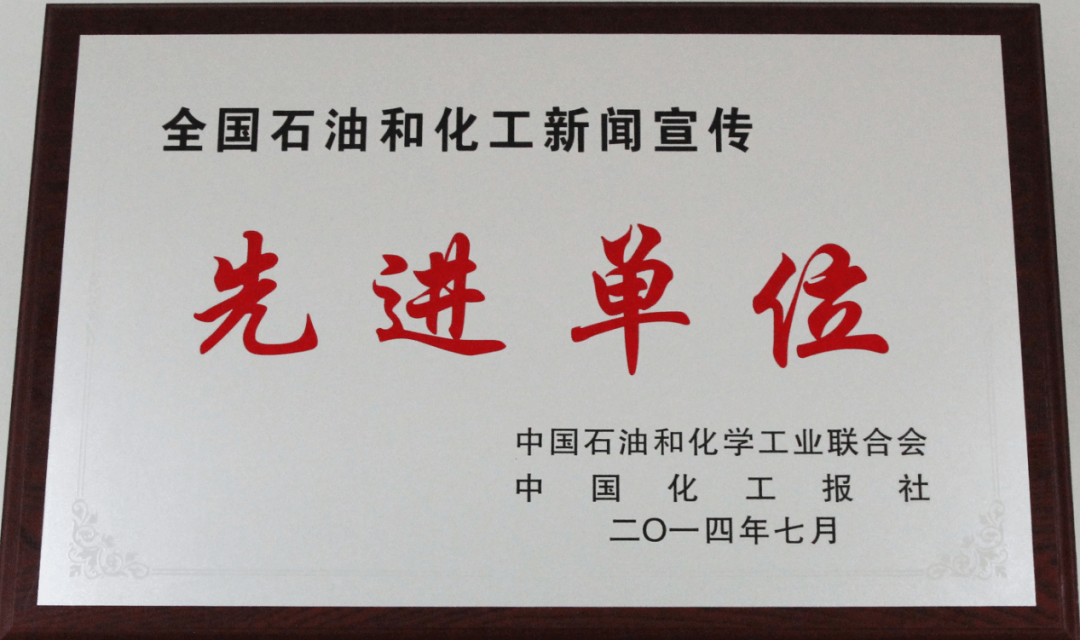 全国石油和化工新闻宣传
先进单位
中国石油和化学工业联合会
中国化工报社
二〇一四年七月